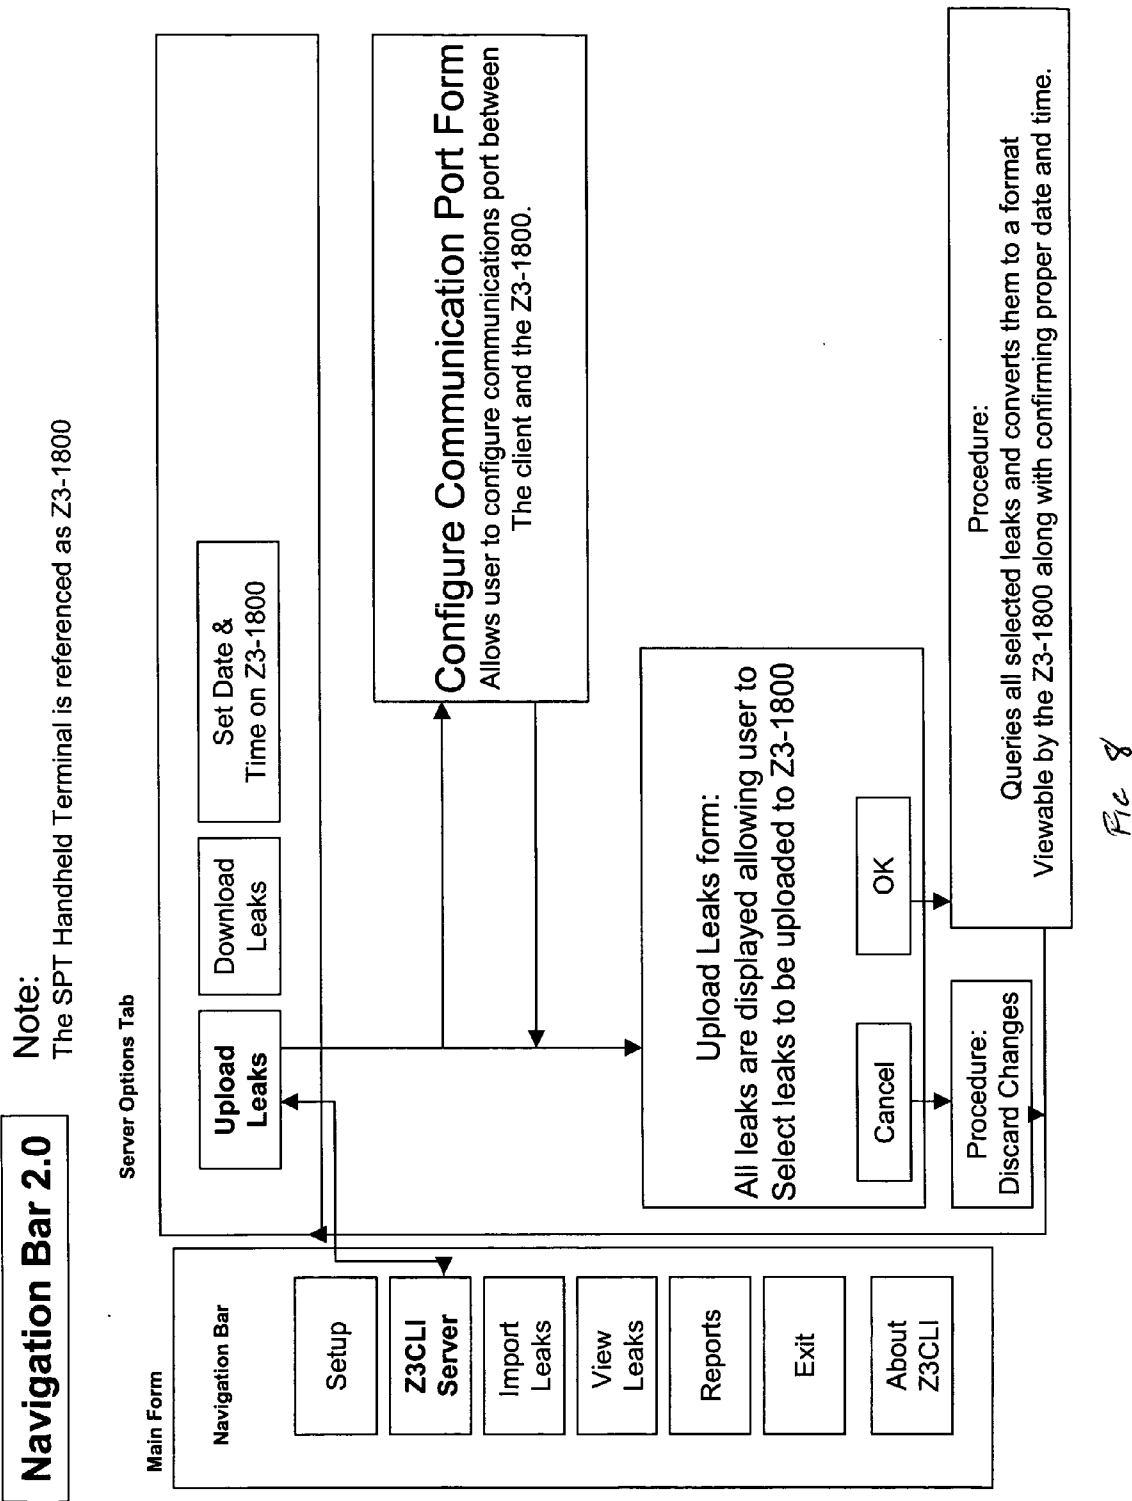 Navigation Bar 2.0
Note:
The SPT Handheld Terminal is referenced as Z3-1800
Main Form
Navigation Bar
Setup
Z3CLI
Server
Import
Leaks
View
Leaks
Reports
Exit
About
Z3CLI
Server Options Tab
Upload
Leaks
Download
Leaks
Set Date &
Time on Z3-1800
Configure Communication Port Form
Allows user to configure communications port between
The client and the Z3-1800.
Upload Leaks form:
All leaks are displayed allowing user to
Select leaks to be uploaded to Z3-1800
Cancel
OK
Procedure:
Discard Changes
Procedure:
Queries all selected leaks and converts them to a format
Viewable by the Z3-1800 along with confirming proper date and time.
FIG 8